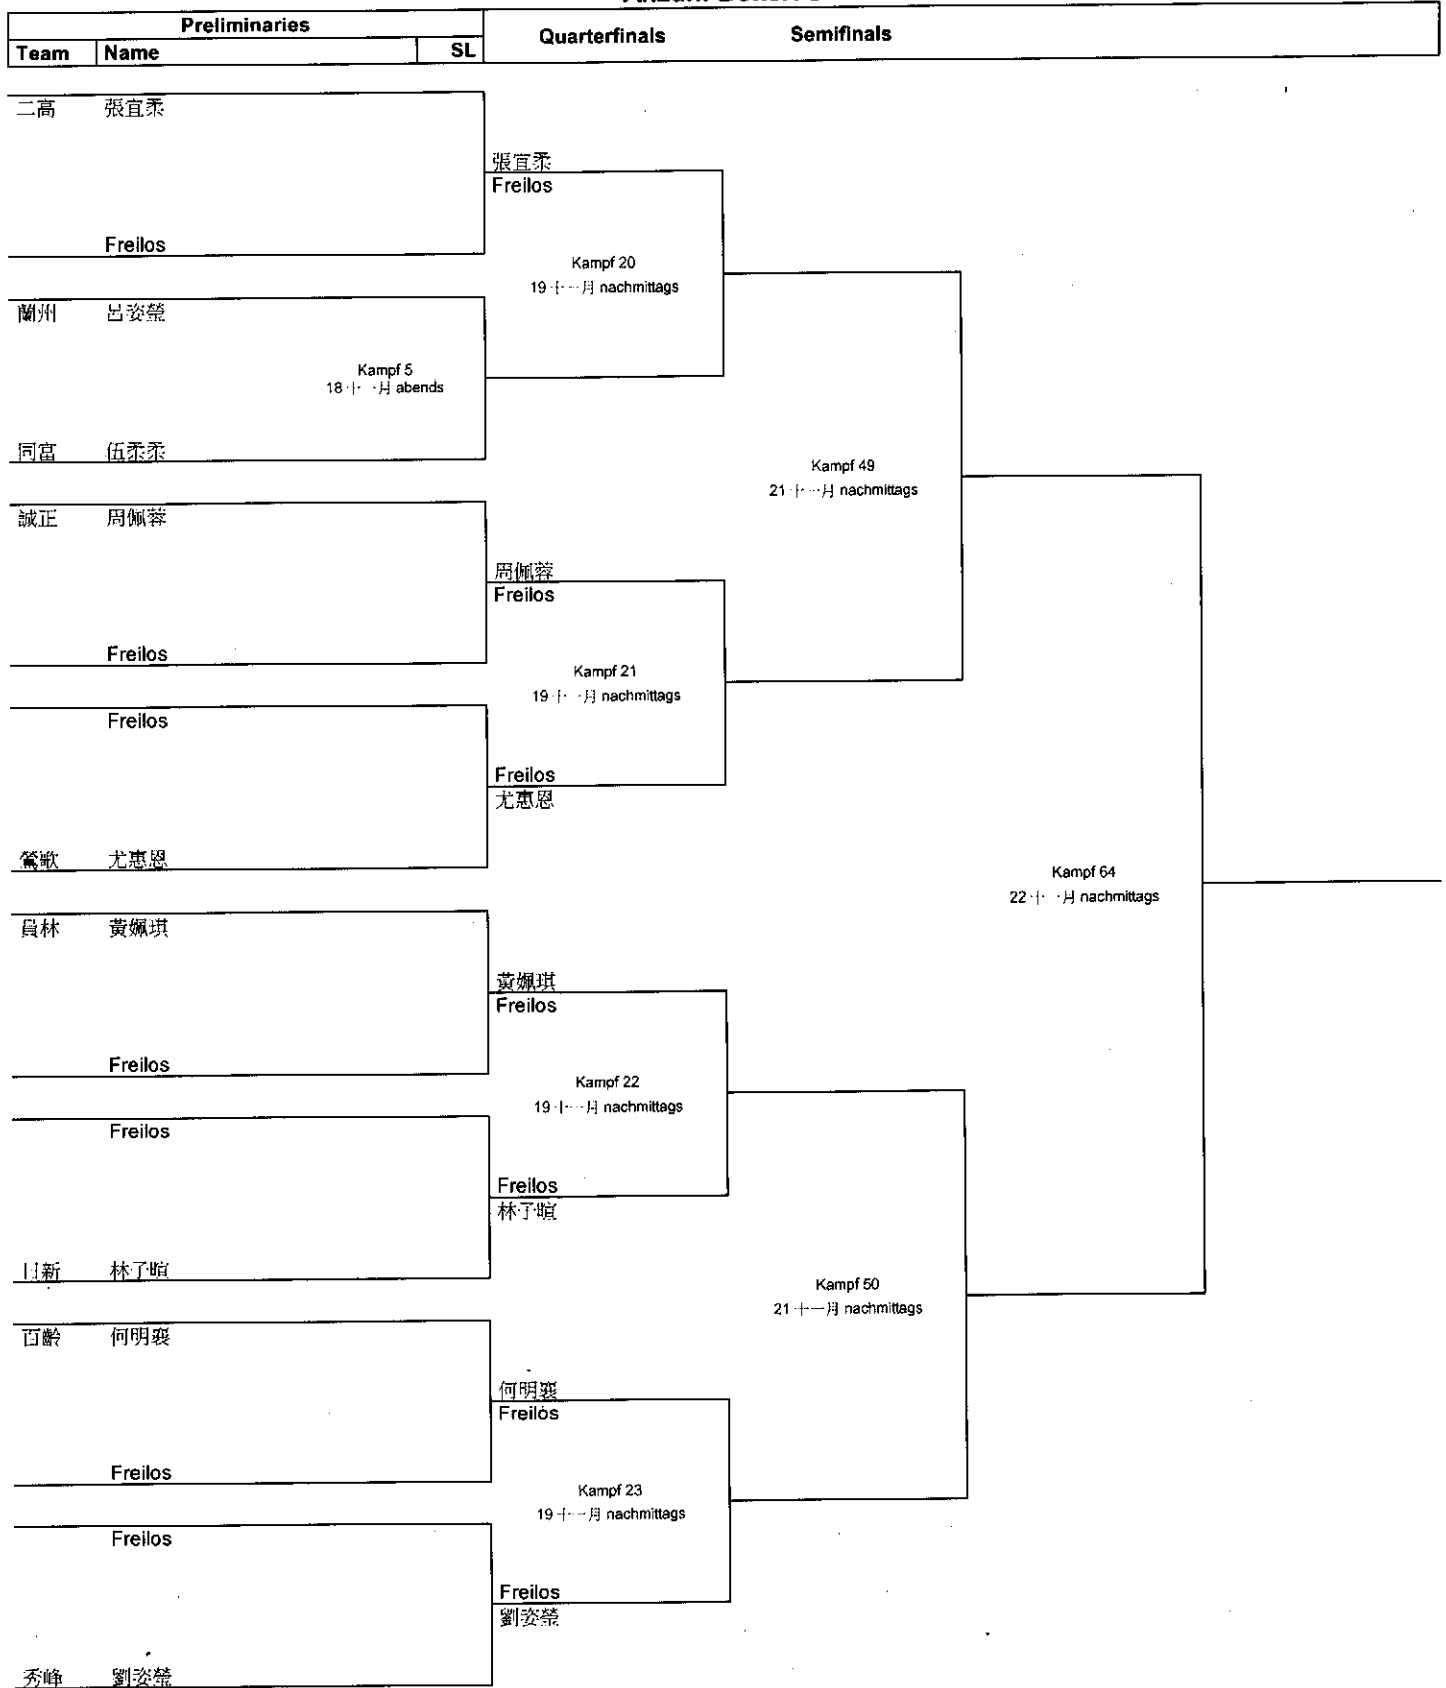 Preliminaries
Quarterfinals
Semifinals
Team Name SL
二高 張宜柔
張宜柔
Freilos
Freilos
Kampf 20
19 十一月 nachmittags
蘭州 呂姿瑩
Kampf 5
18 十一月 abends
同富 伍柔柔
Kampf 49
21 十一月 nachmittags
誠正 周佩蓉
周佩蓉
Freilos
Freilos
Kampf 21
19 十一月 nachmittags
Freilos
Freilos
尤惠恩
鶯歌 尤惠恩
Kampf 64
22 十一月 nachmittags
員林 黃姵琪
黃姵琪
Freilos
Freilos
Kampf 22
19 十一月 nachmittags
Freilos
Freilos
林子暄
日新 林子暄
Kampf 50
21 十一月 nachmittags
百齡 何明襄
何明襄
Freilos
Freilos
Kampf 23
19 十一月 nachmittags
Freilos
Freilos
劉姿瑩
秀峰 劉姿瑩